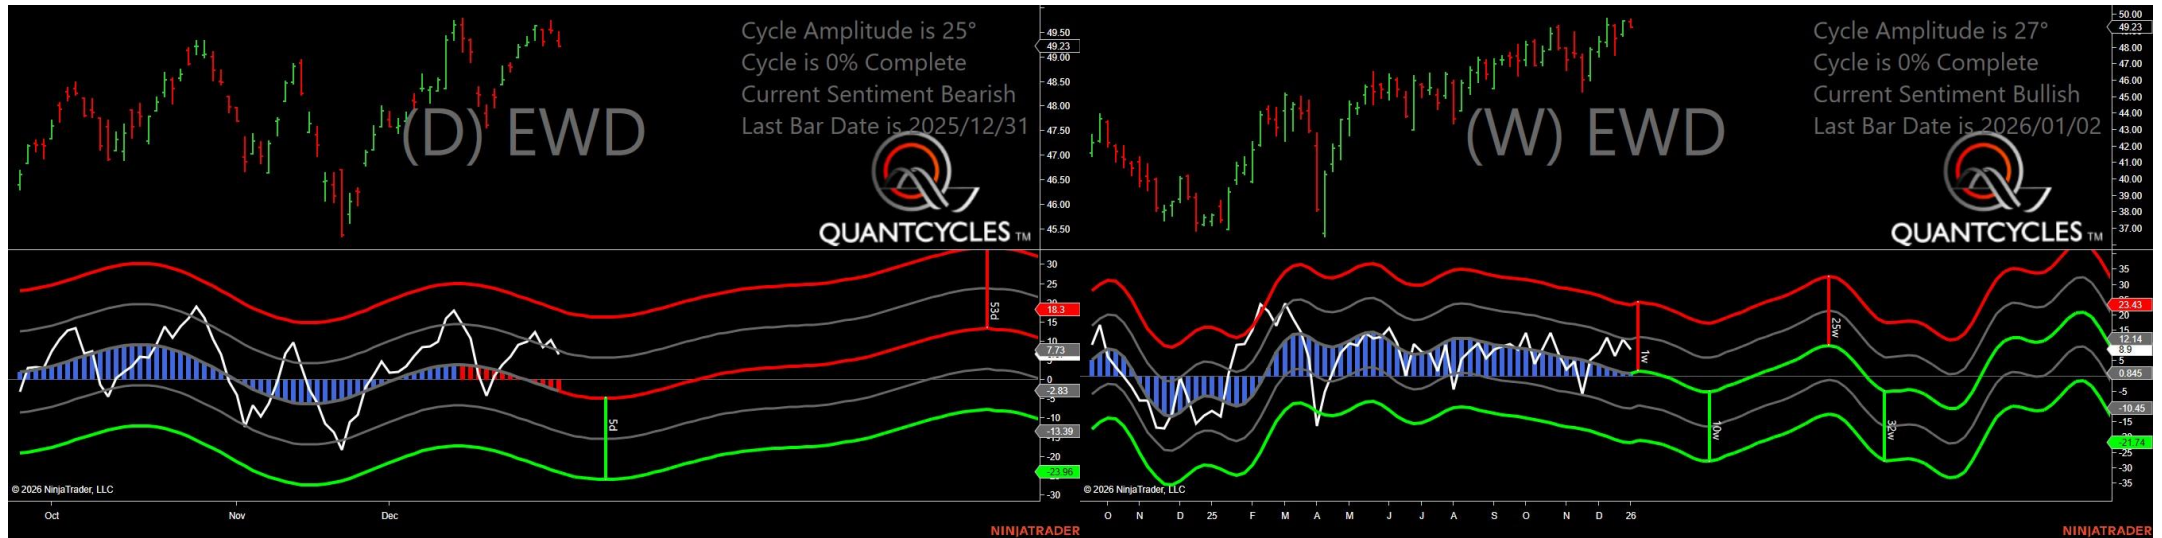 Cycle Amplitude is 25°
Cycle is 0% Complete
Current Sentiment Bearish
Last Bar Date is 2025/12/31
(D) EWD
QUANTCYCLES TM
49.50
49.23
49.00
48.50
48.00
47.50
47.00
46.50
46.00
45.50
30
25
18.3
15
7.73
0
-2.83
-10
-13.39
-20
-23.96
-30
53d
5d
© 2026 NinjaTrader, LLC
Oct
Nov
Dec
NINJATRADER
Cycle Amplitude is 27°
Cycle is 0% Complete
Current Sentiment Bullish
Last Bar Date is 2026/01/02
(W) EWD
QUANTCYCLES TM
50.00
49.23
48.00
47.00
46.00
45.00
44.00
43.00
42.00
41.00
40.00
39.00
38.00
37.00
35
30
23.43
20
15
12.14
8.9
5
0.845
-5
-10.45
-15
-21.74
-25
-30
-35
1w
10w
25w
32w
© 2026 NinjaTrader, LLC
O N D 25 F M A M J J A S O N D 26
NINJATRADER